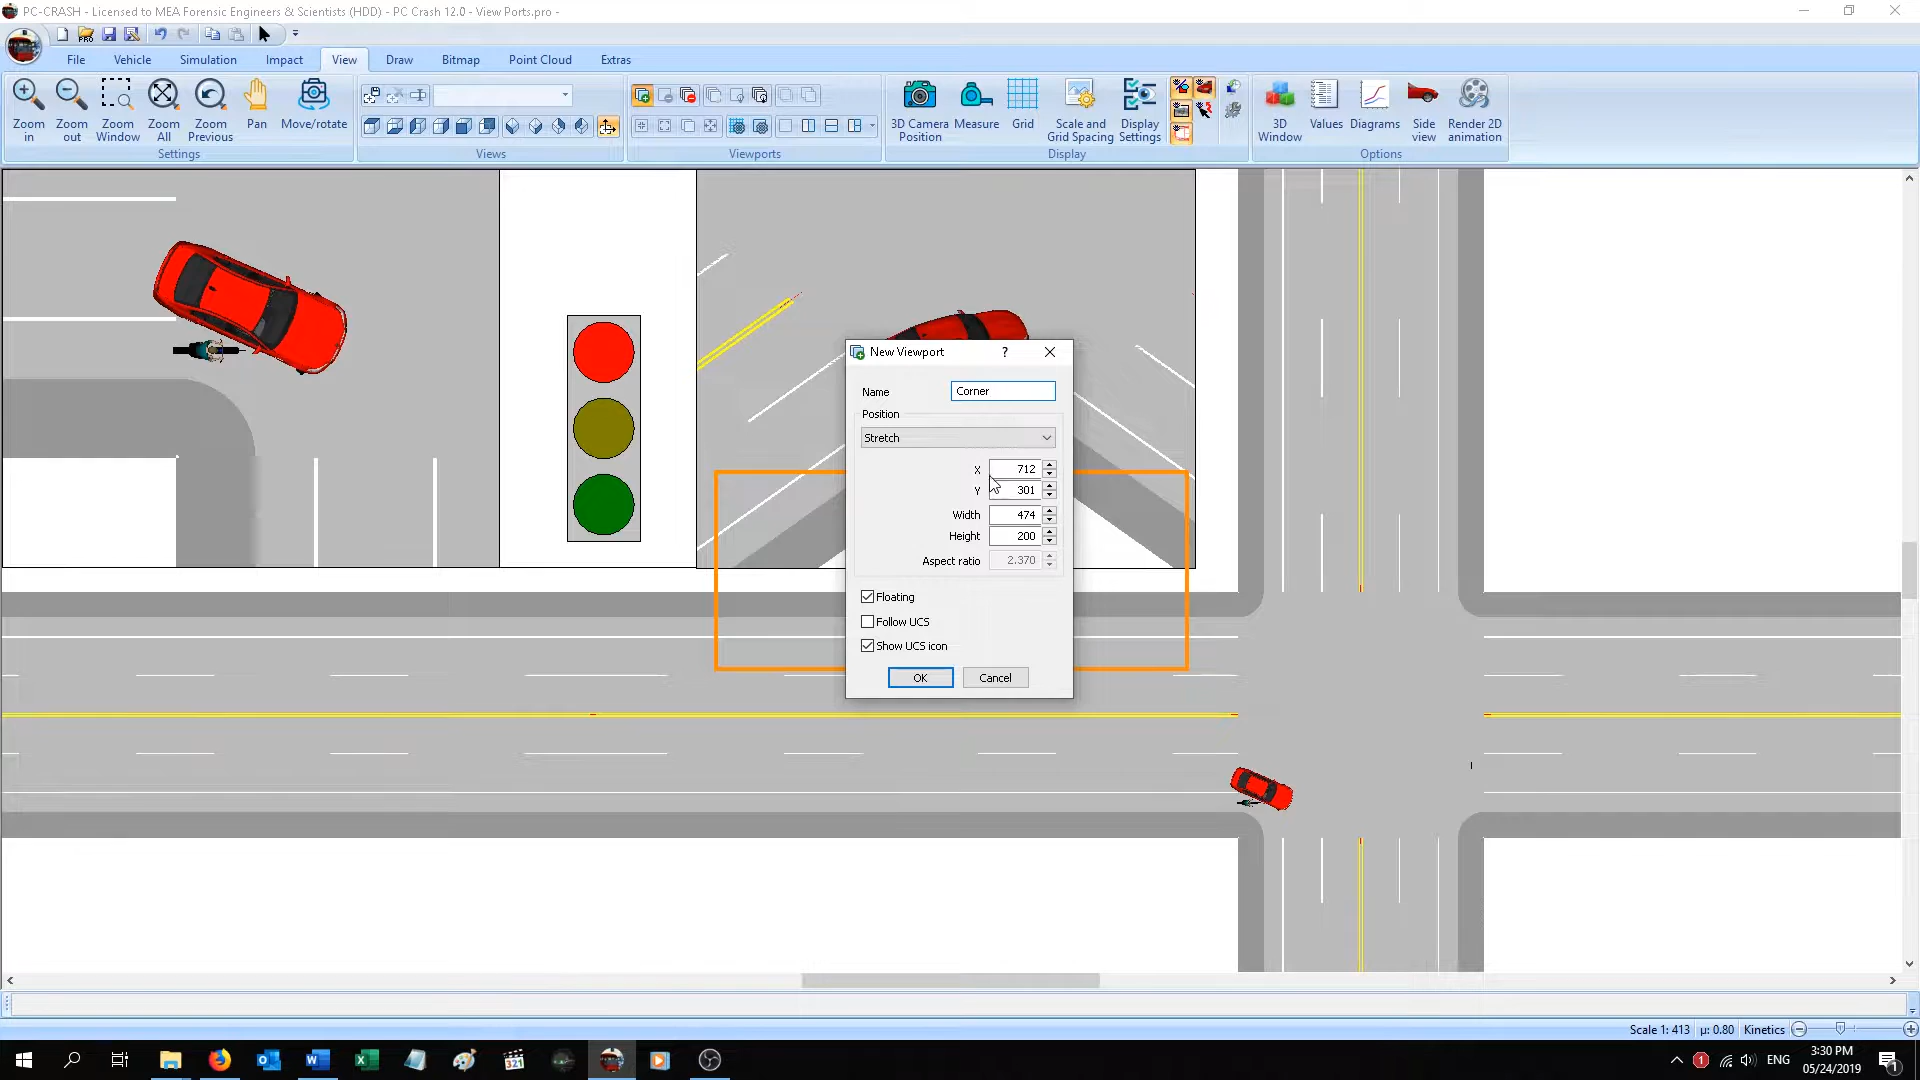 PC-CRASH - Licensed to MEA Forensic Engineers & Scientists (HDD) - PC Crash 12.0 - View Ports.pro -
PRO
File Vehicle Simulation Impact View Draw Bitmap Point Cloud Extras
Zoom in
Zoom out
Zoom Window
Zoom All
Zoom Previous
Pan
Move/rotate
3D Camera Position
Measure
Grid
Scale and Grid Spacing
Display Settings
3D Window
Values
Diagrams
Side view
Render 2D animation
Settings Views Viewports Display Options
New Viewport ?
Name Corner
Position
Stretch
X 712
Y 301
Width 474
Height 200
Aspect ratio 2.370
Floating
Follow UCS
Show UCS icon
OK Cancel
Scale 1: 413 µ: 0.80 Kinetics
321
1 ENG 3:30 PM
05/24/2019
1